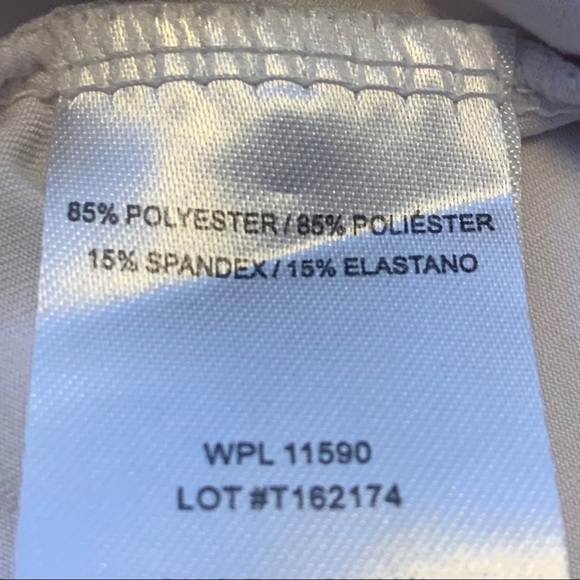 85% POLYESTER/85% POLIÉSTER
15% SPANDEX/15% ELASTANO
WPL 11590
LOT #T162174